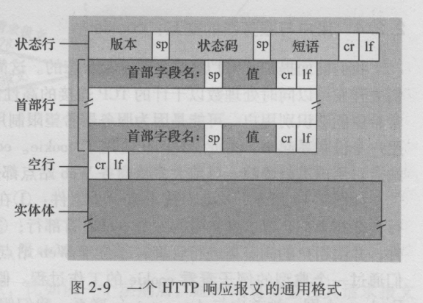 状态行 版本 sp 状态码 sp 短语 cr lf
首部字段名: sp 值 cr lf
首部行
首部字段名: sp 值 cr lf
空行 cr lf
实体体
图 2-9 一个 HTTP 响应报文的通用格式